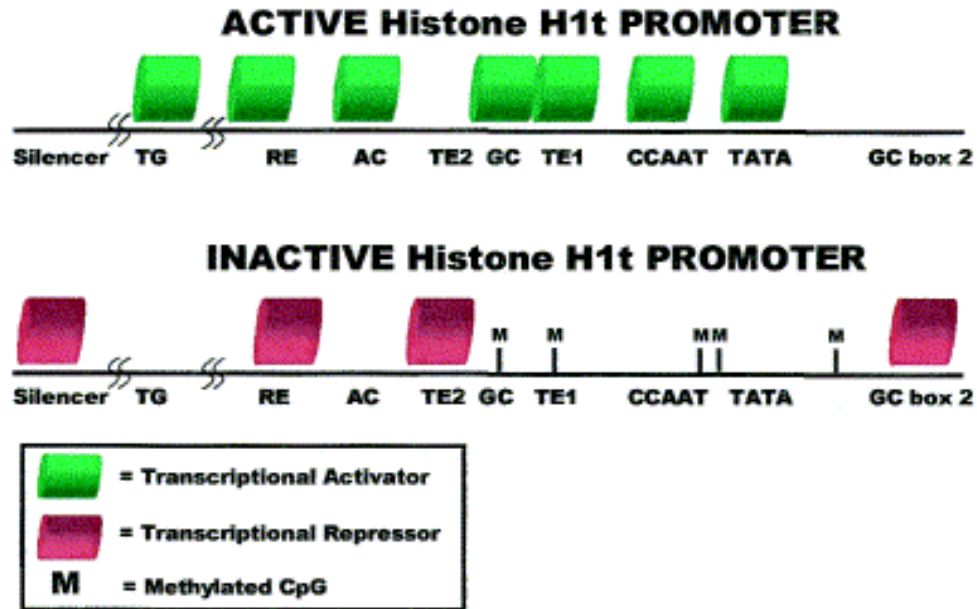 ACTIVE Histone H1t PROMOTER
Silencer TG RE AC TE2 GC TE1 CCAAT TATA GC box 2
INACTIVE Histone H1t PROMOTER
M M M M M
Silencer TG RE AC TE2 GC TE1 CCAAT TATA GC box 2
= Transcriptional Activator
= Transcriptional Repressor
M = Methylated CpG